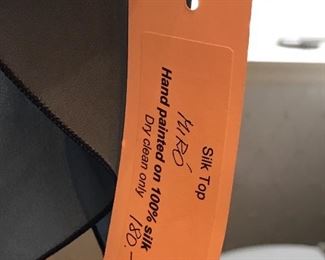 Silk Top
MIRÓ
Hand painted on 100% silk
Dry clean only
180.–